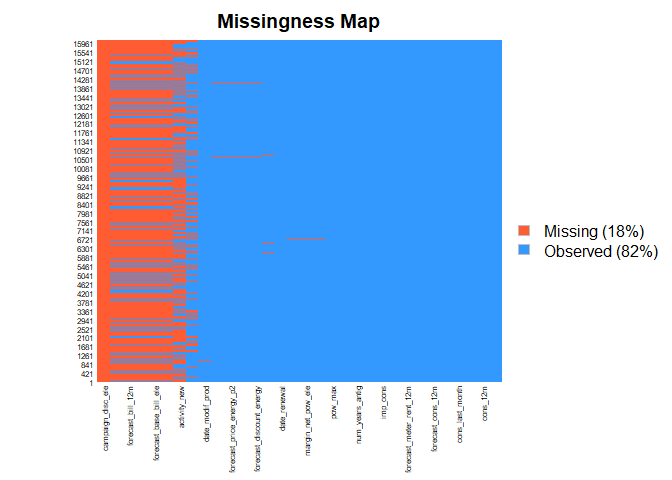 Missingness Map
15961
15541
15121
14701
14281
13861
13441
13021
12601
12181
11761
11341
10921
10501
10081
9661
9241
8821
8401
7981
7561
7141
6721
6301
5881
5461
5041
4621
4201
3781
3361
2941
2521
2101
1681
1261
841
421
1
Missing (18%)
Observed (82%)
campaign_disc_ele
forecast_bill_12m
forecast_base_bill_ele
activity_new
date_modif_prod
forecast_price_energy_p2
forecast_discount_energy
date_renewal
margin_net_pow_ele
pow_max
num_years_antig
imp_cons
forecast_meter_rent_12m
forecast_cons_12m
cons_last_month
cons_12m